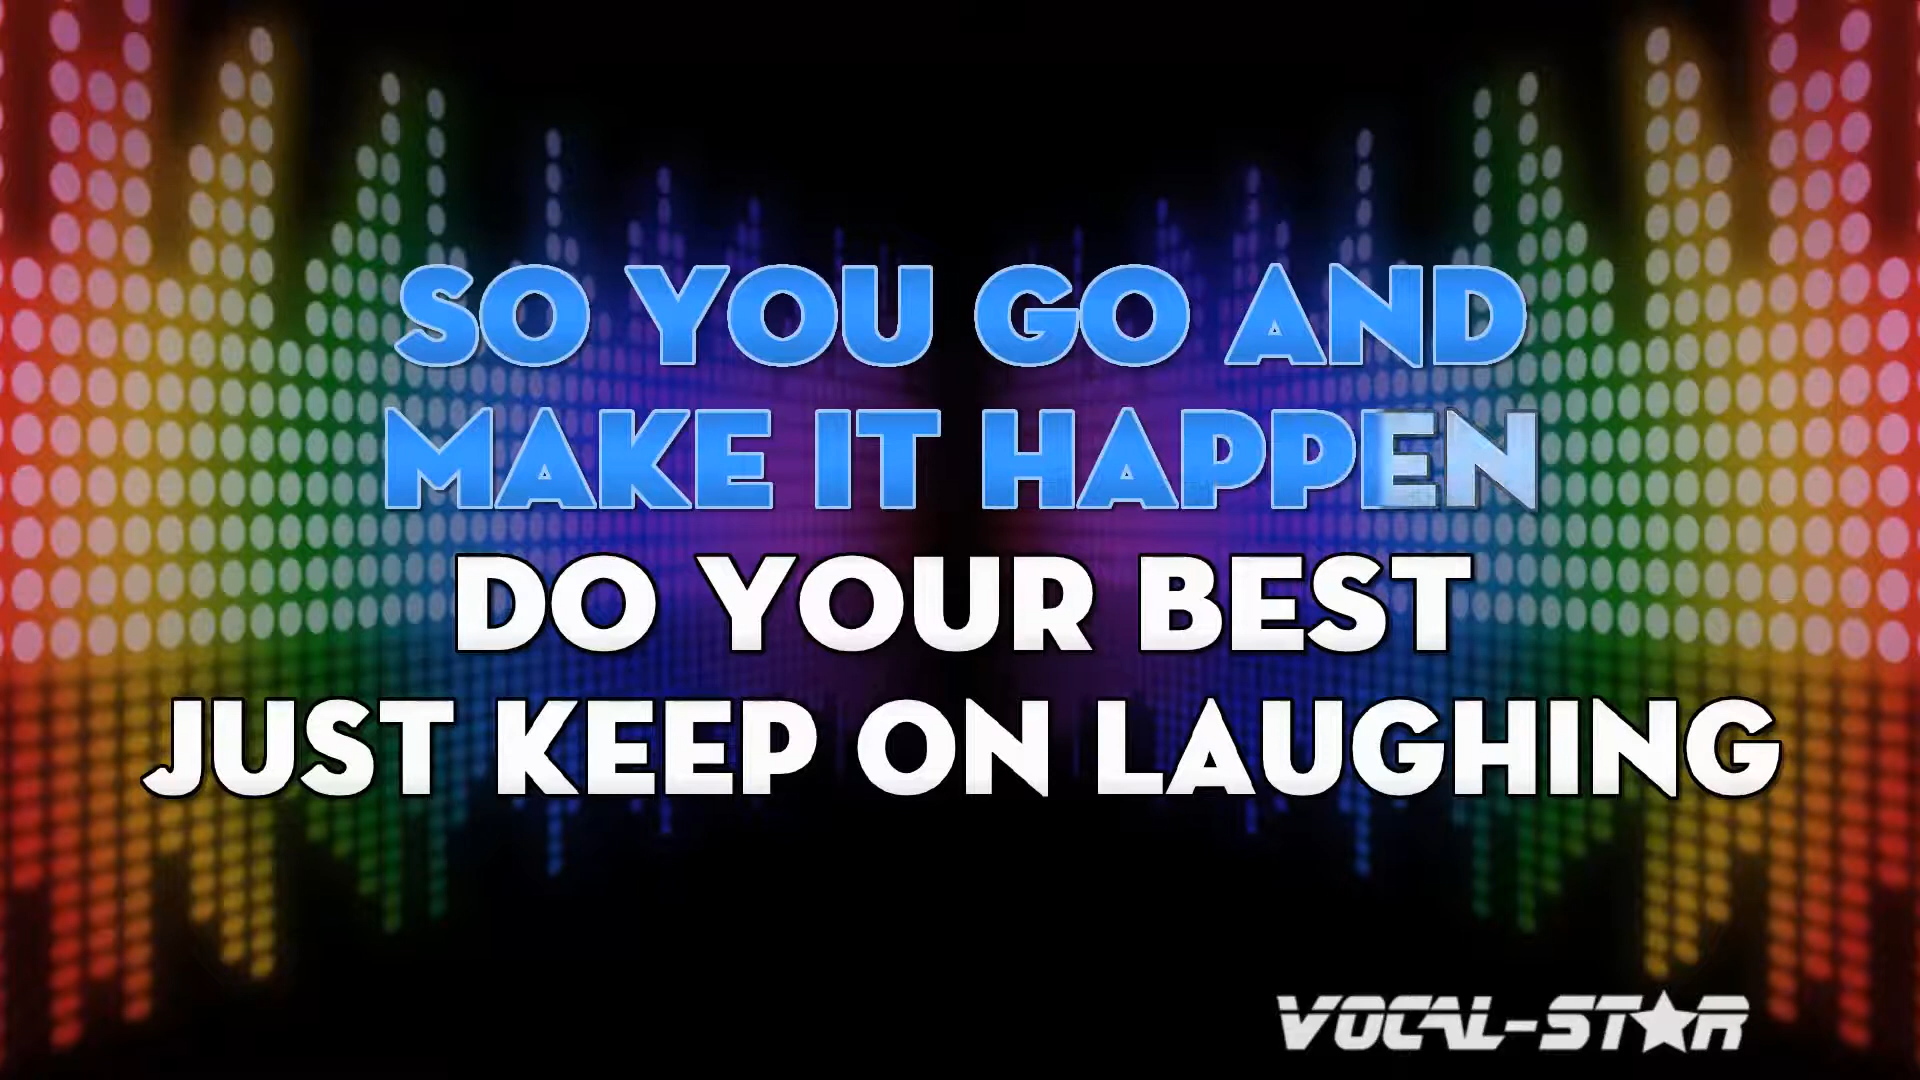 SO YOU GO AND
MAKE IT HAPPEN
DO YOUR BEST
JUST KEEP ON LAUGHING
VOCAL-STAR